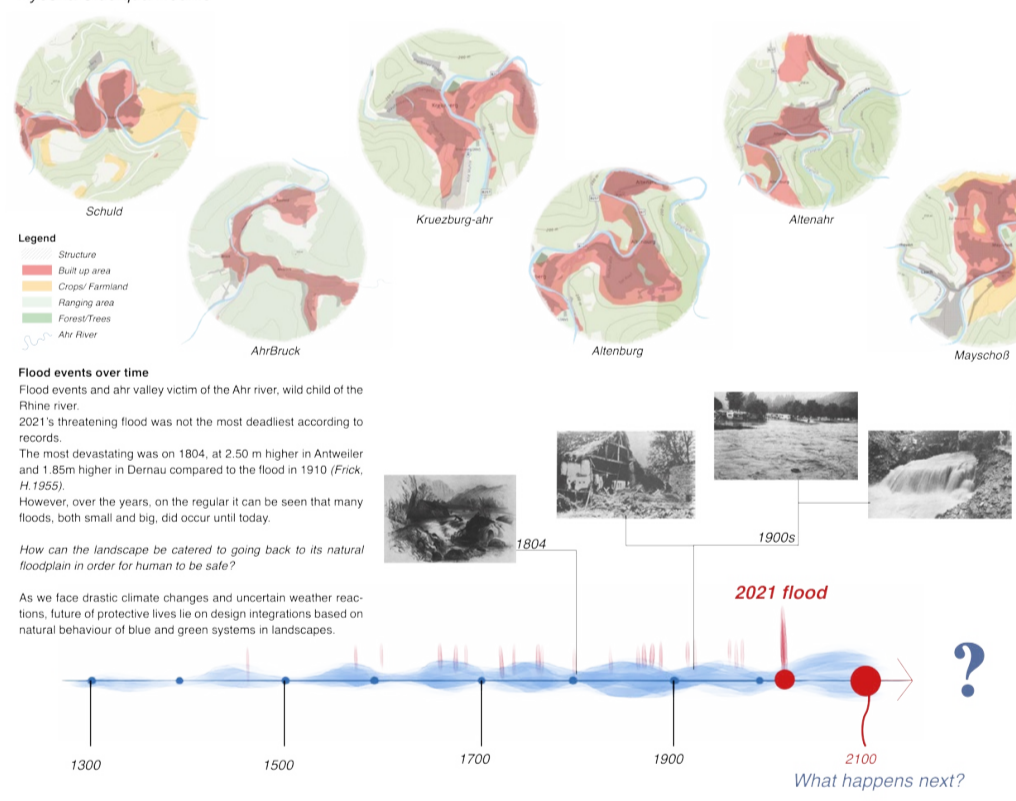 Schuld
Kruezburg-ahr
Altenahr
AhrBruck
Altenburg
Mayschoß
Legend
Structure
Built up area
Crops/ Farmland
Ranging area
Forest/Trees
Ahr River
Flood events over time
Flood events and ahr valley victim of the Ahr river, wild child of the
Rhine river.
2021's threatening flood was not the most deadliest according to
records.
The most devastating was on 1804, at 2.50 m higher in Antweiler
and 1.85m higher in Dernau compared to the flood in 1910 (Frick,
H.1955).
However, over the years, on the regular it can be seen that many
floods, both small and big, did occur until today.
How can the landscape be catered to going back to its natural
floodplain in order for human to be safe?
As we face drastic climate changes and uncertain weather reac-
tions, future of protective lives lie on design integrations based on
natural behaviour of blue and green systems in landscapes.
1804
1900s
2021 flood
?
1300
1500
1700
1900
2100
What happens next?